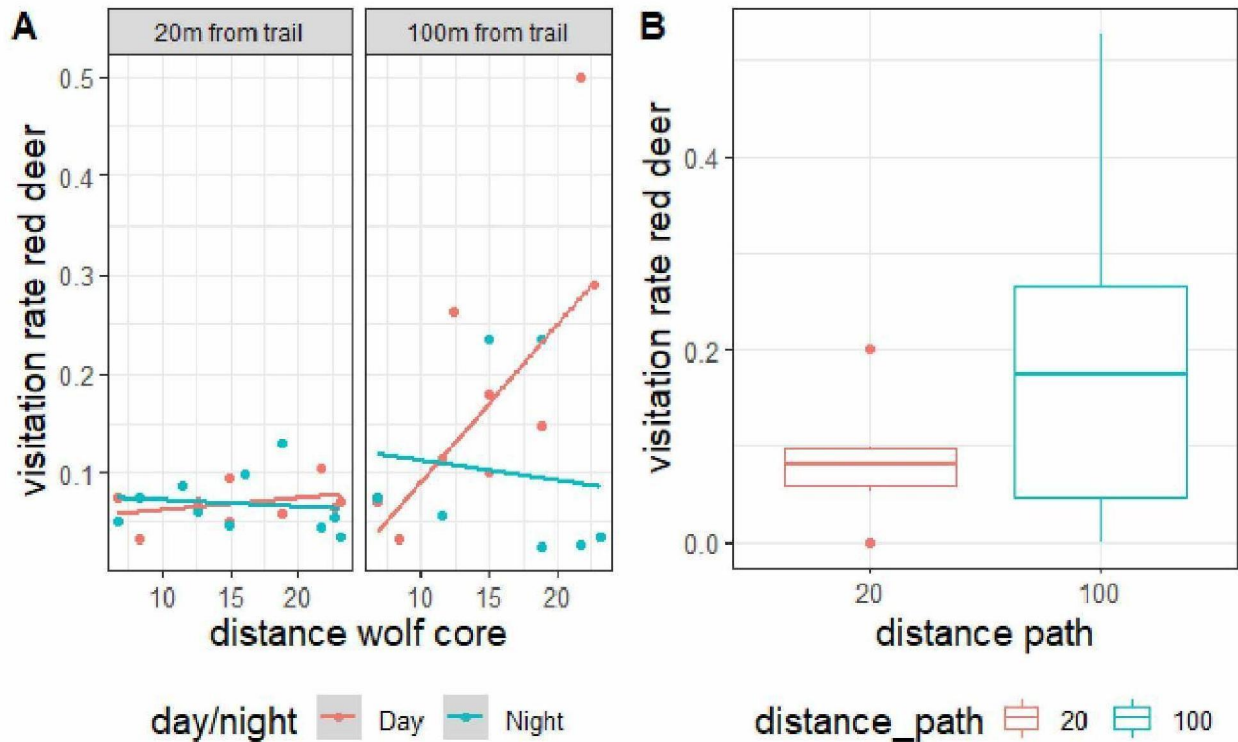 A
20m from trail
100m from trail
visitation rate red deer
0.5
0.4
0.3
0.2
0.1
10 15 20
10 15 20
distance wolf core
day/night Day Night
B
visitation rate red deer
0.4
0.2
0.0
20 100
distance path
distance_path 20 100